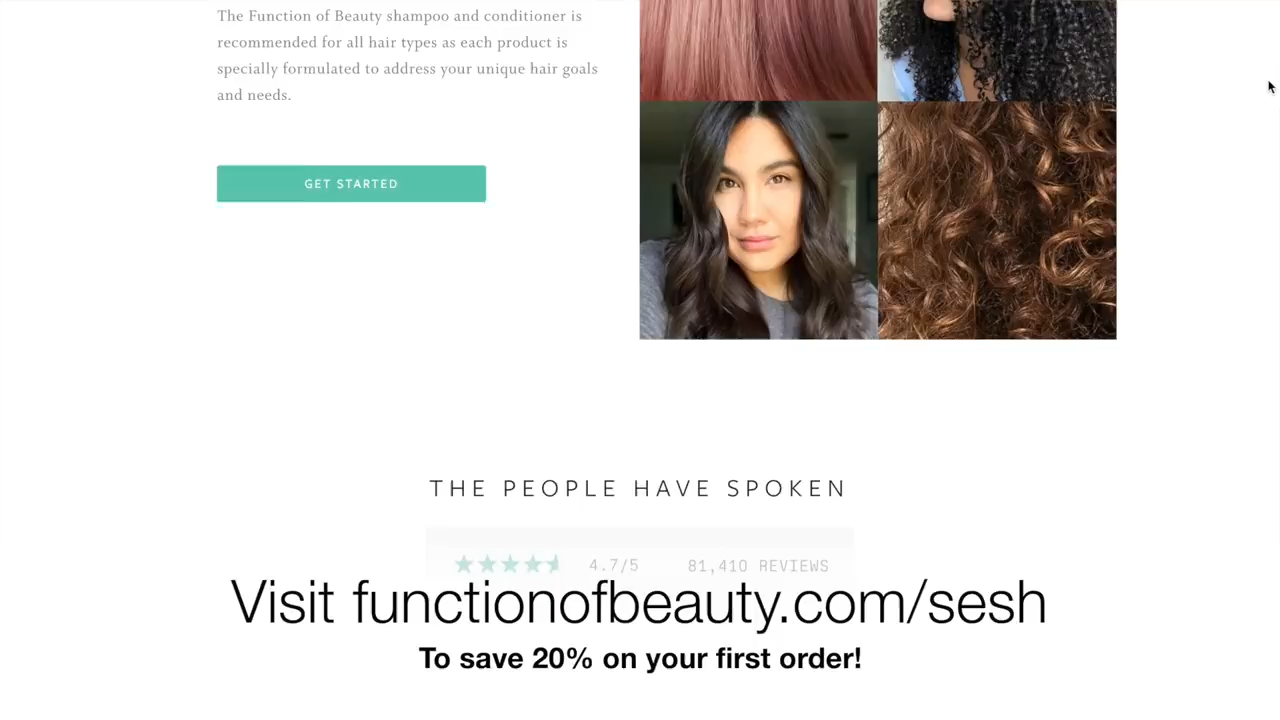 The Function of Beauty shampoo and conditioner is
recommended for all hair types as each product is
specially formulated to address your unique hair goals
and needs.
GET STARTED
THE PEOPLE HAVE SPOKEN
4.7/5 81,410 REVIEWS
Visit functionofbeauty.com/sesh
To save 20% on your first order!